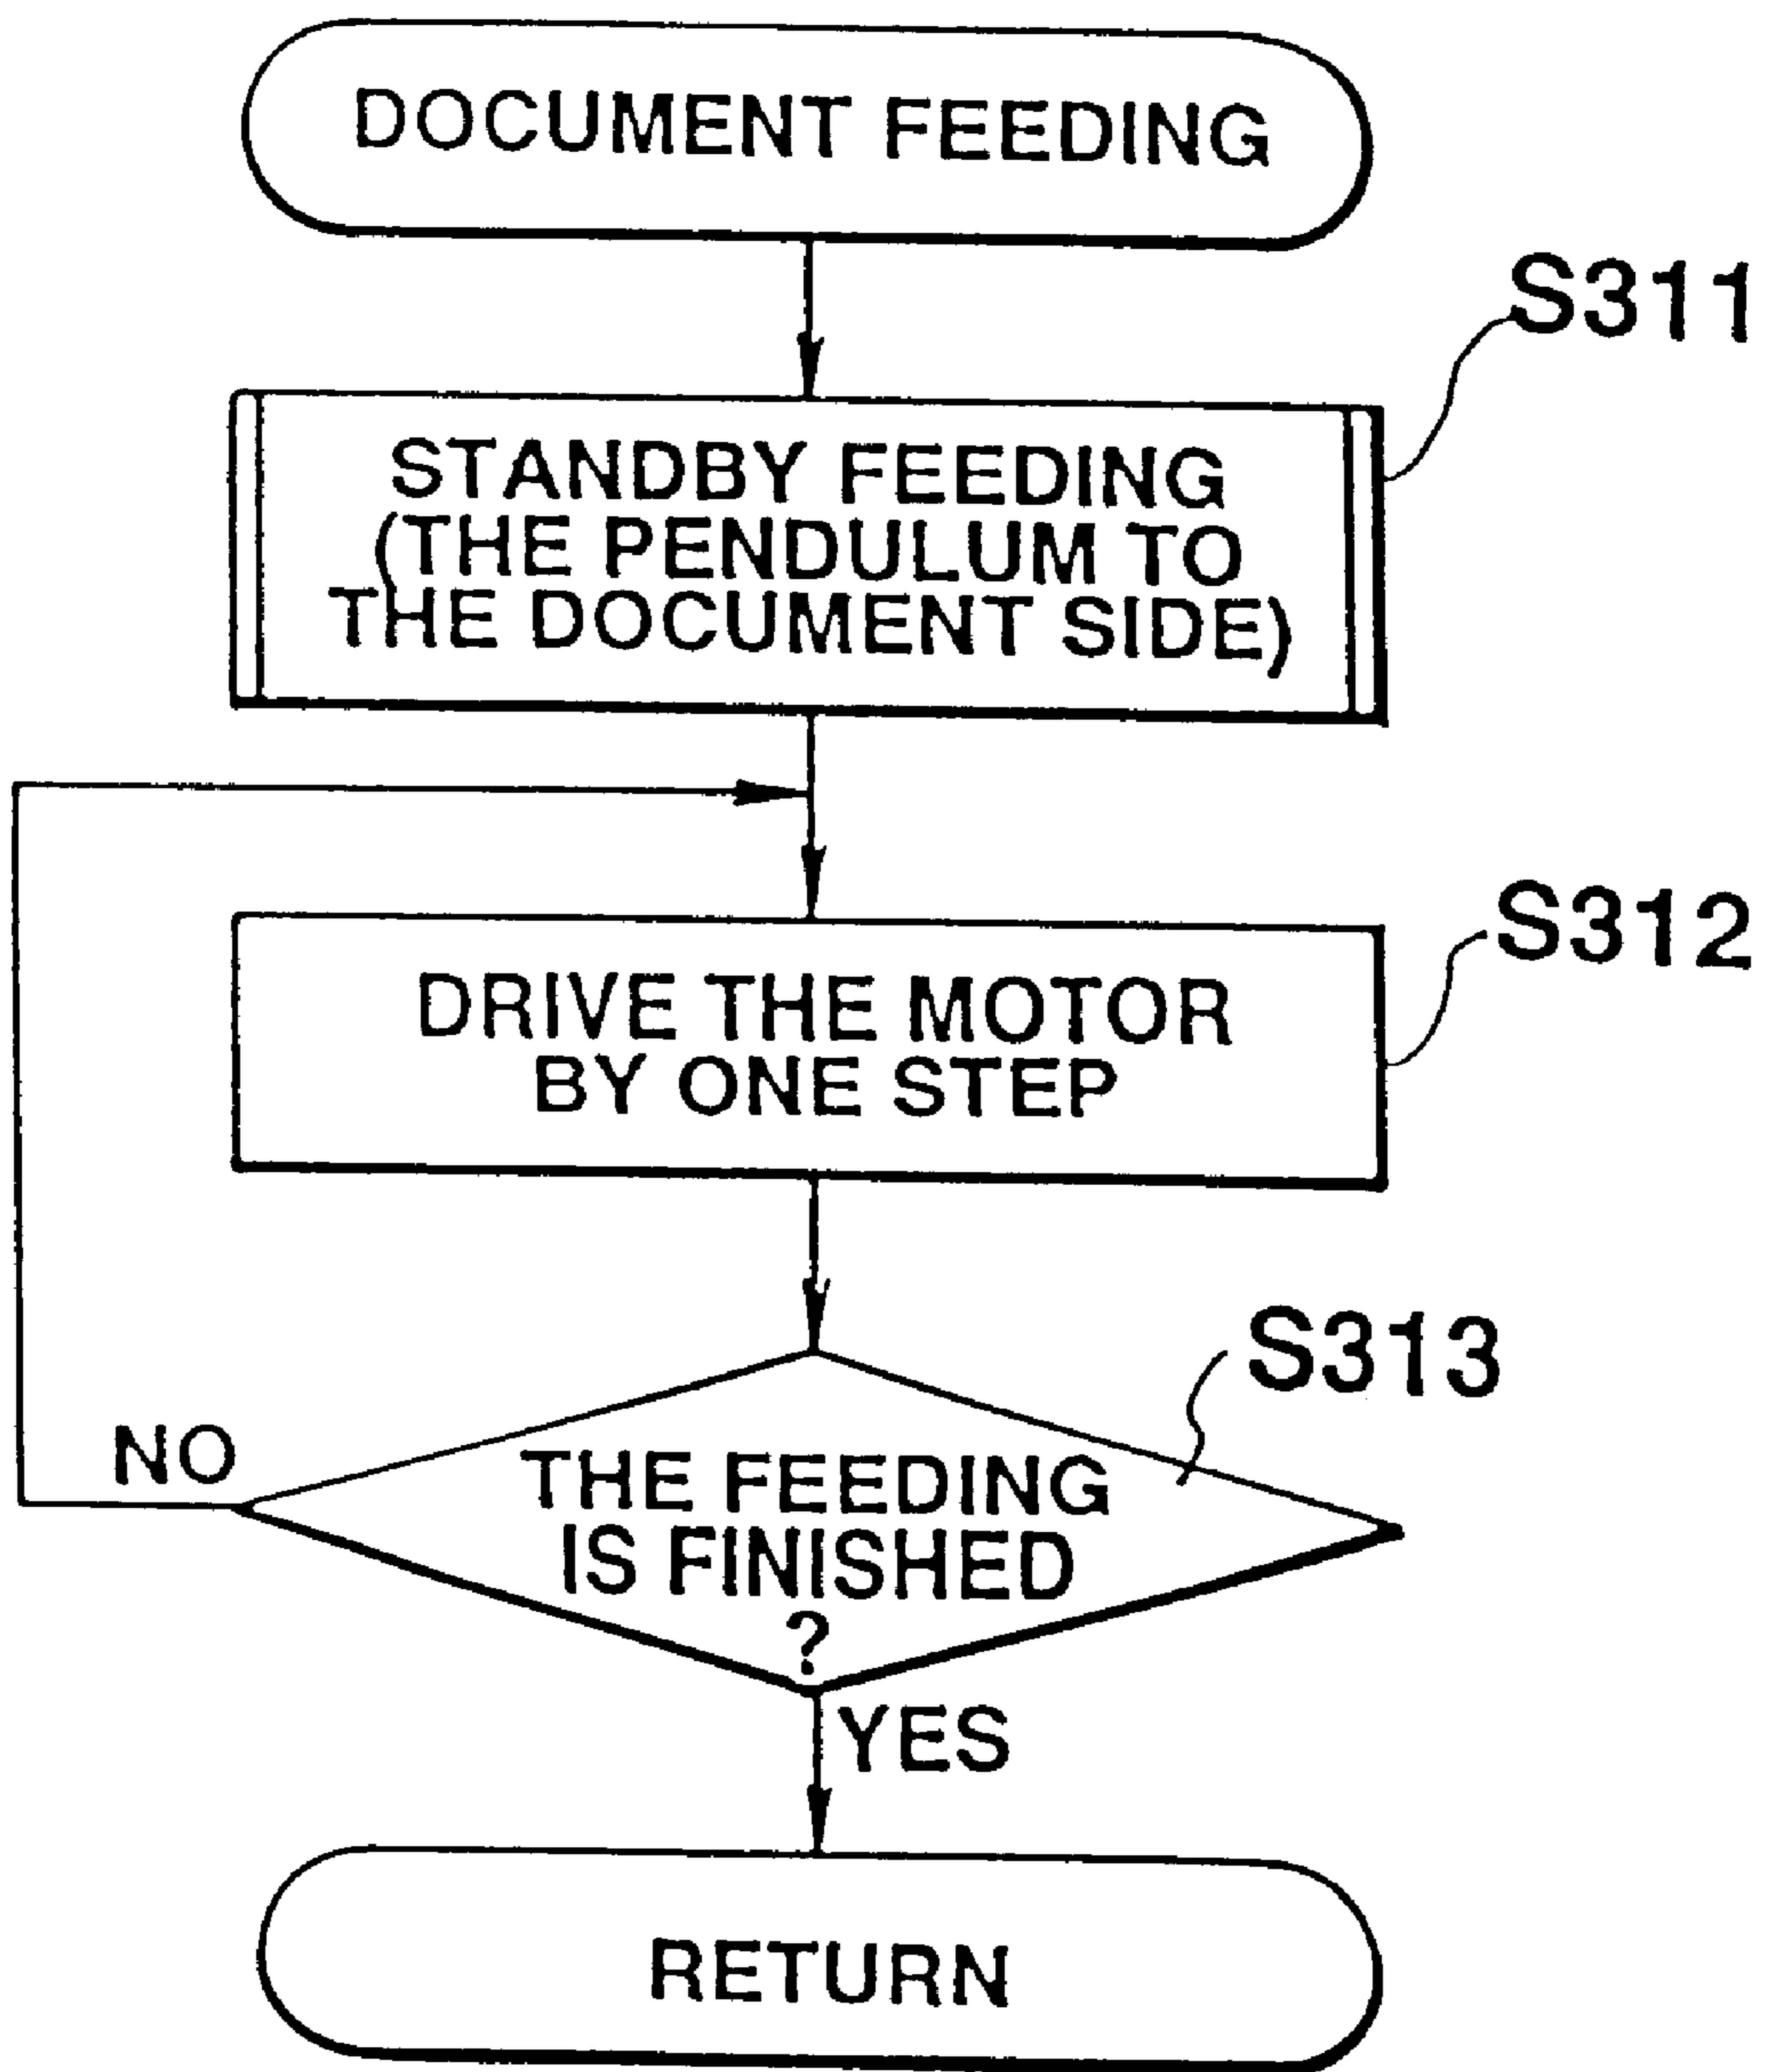 DOCUMENT FEEDING
S311
STANDBY FEEDING
(THE PENDULUM TO
THE DOCUMENT SIDE)
S312
DRIVE THE MOTOR
BY ONE STEP
S313
NO
THE FEEDING
IS FINISHED
?
YES
RETURN